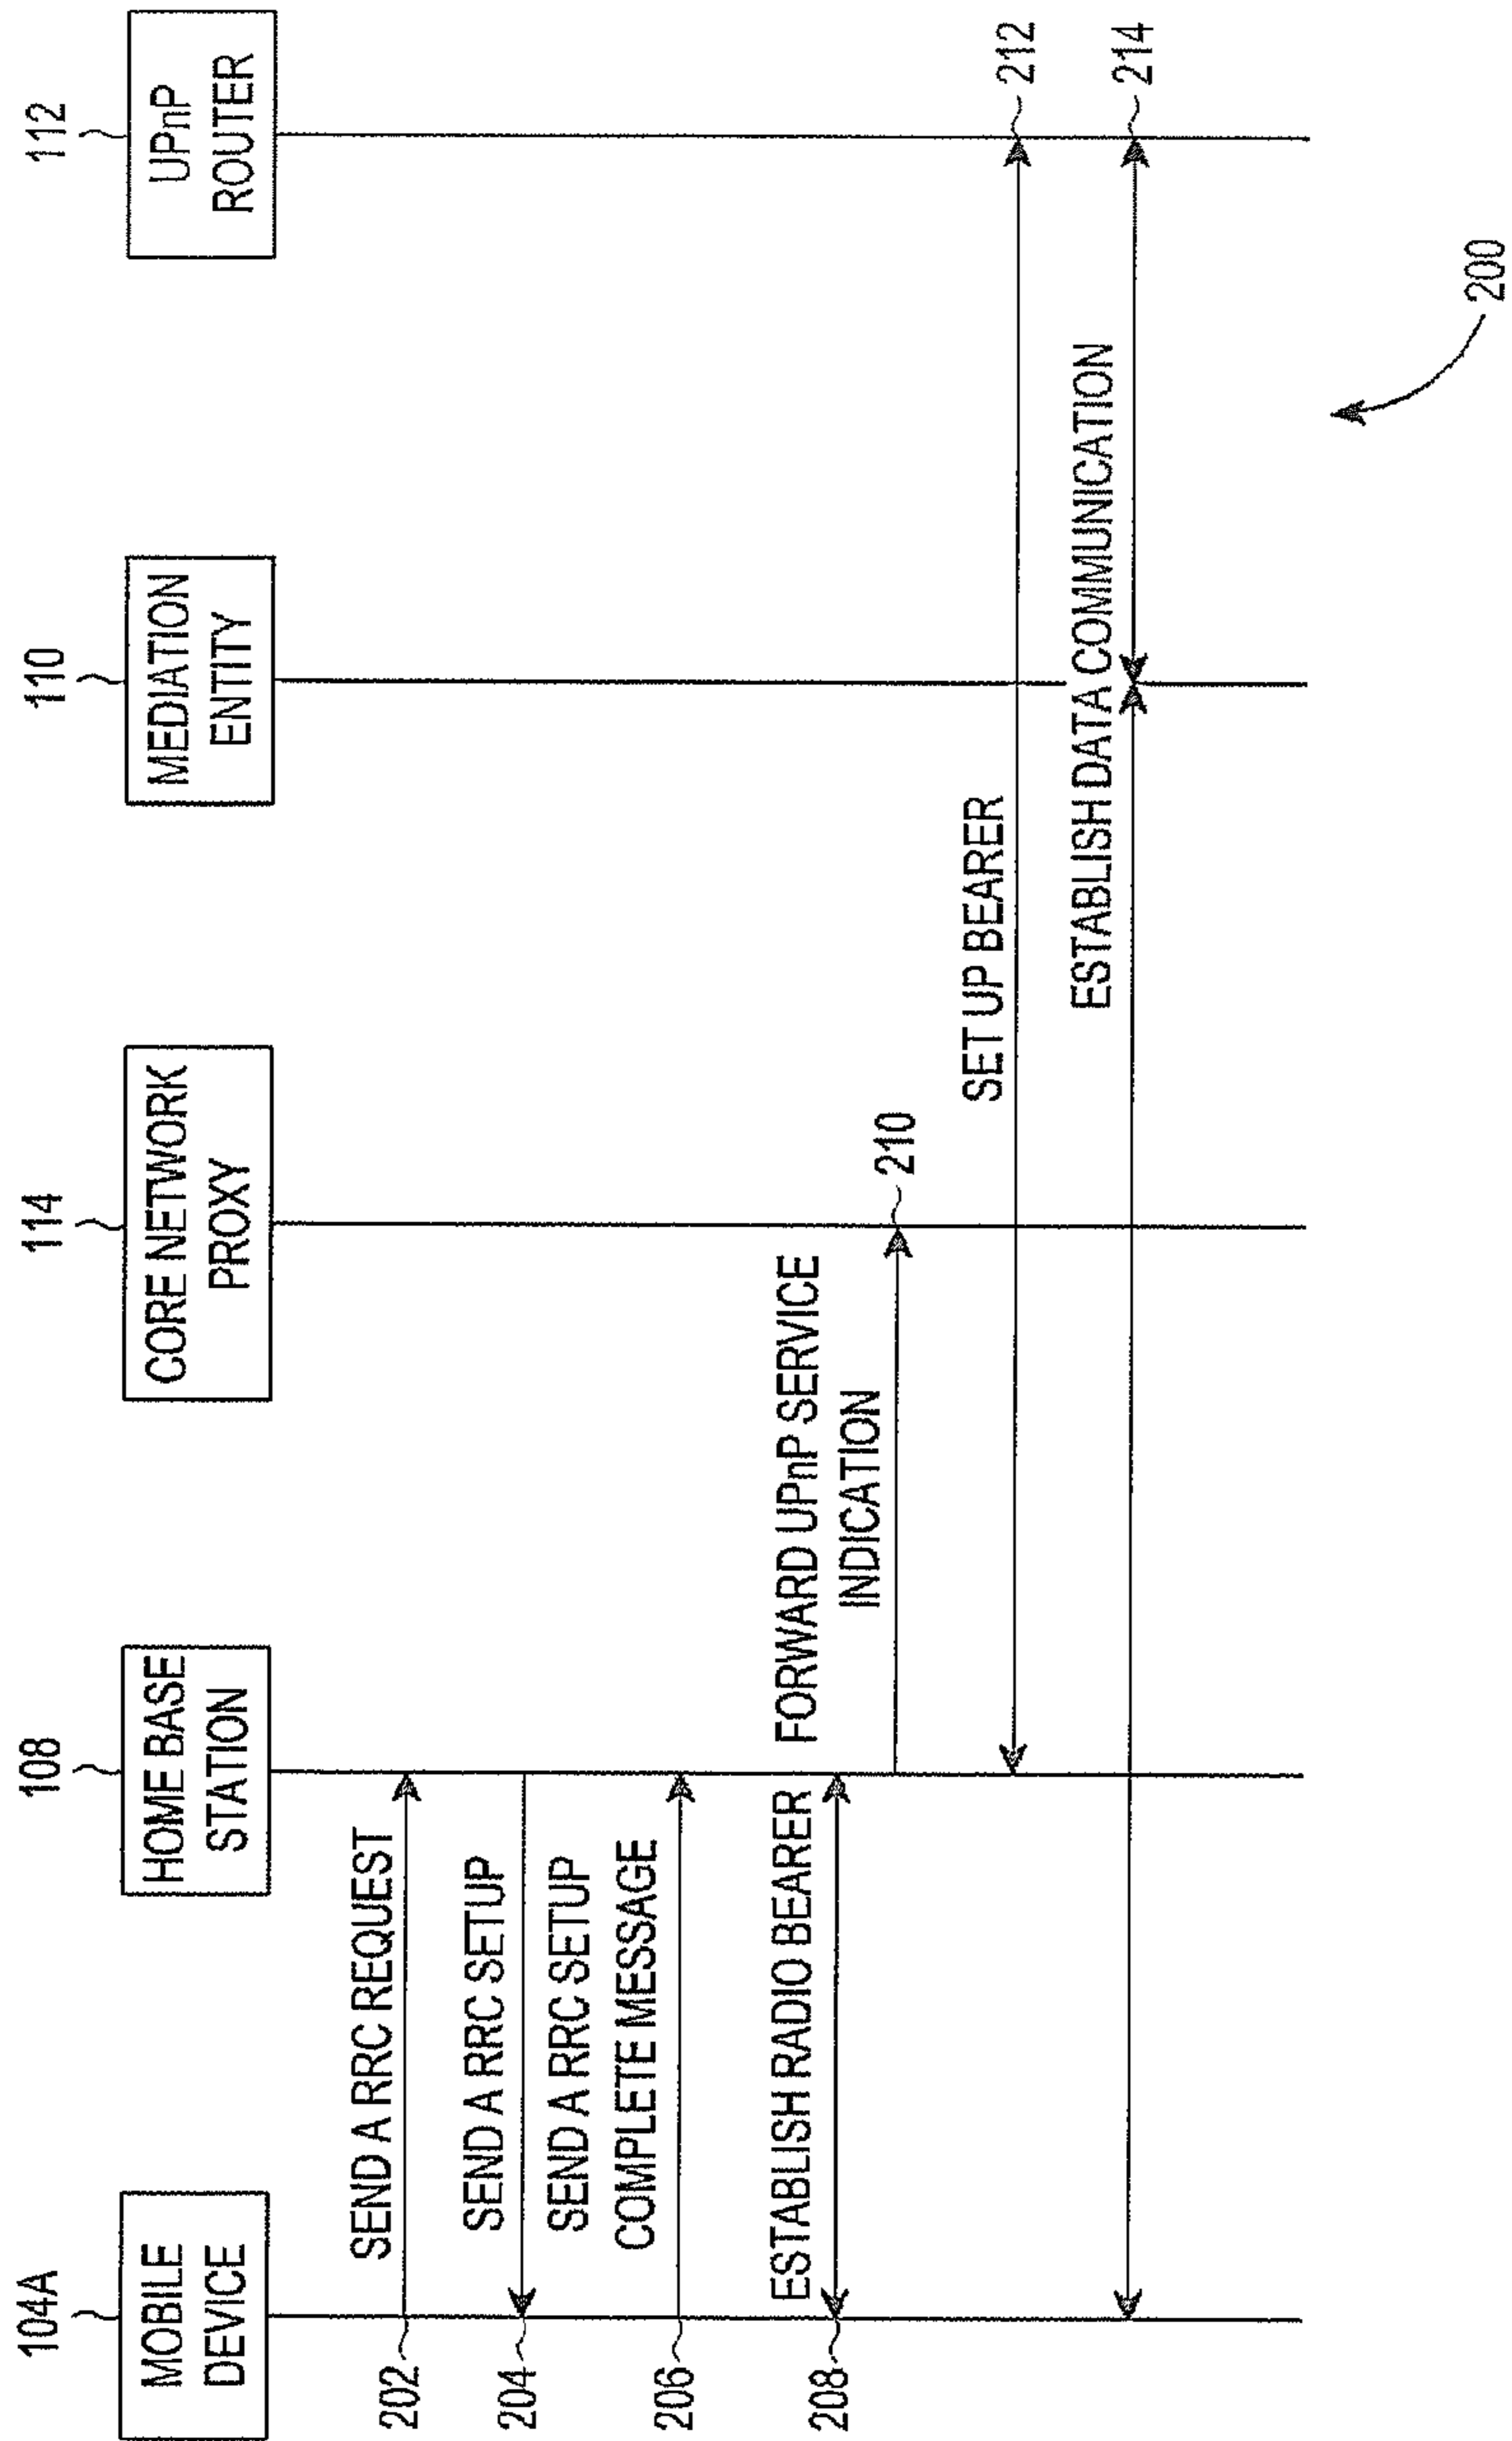 104A
MOBILE
DEVICE
108
HOME BASE
STATION
114
CORE NETWORK
PROXY
110
MEDIATION
ENTITY
112
UPnP
ROUTER
SEND A RRC REQUEST
202
SEND A RRC SETUP
204
SEND A RRC SETUP
COMPLETE MESSAGE
206
ESTABLISH RADIO BEARER
208
FORWARD UPnP SERVICE
INDICATION
210
SET UP BEARER
212
ESTABLISH DATA COMMUNICATION
214
200